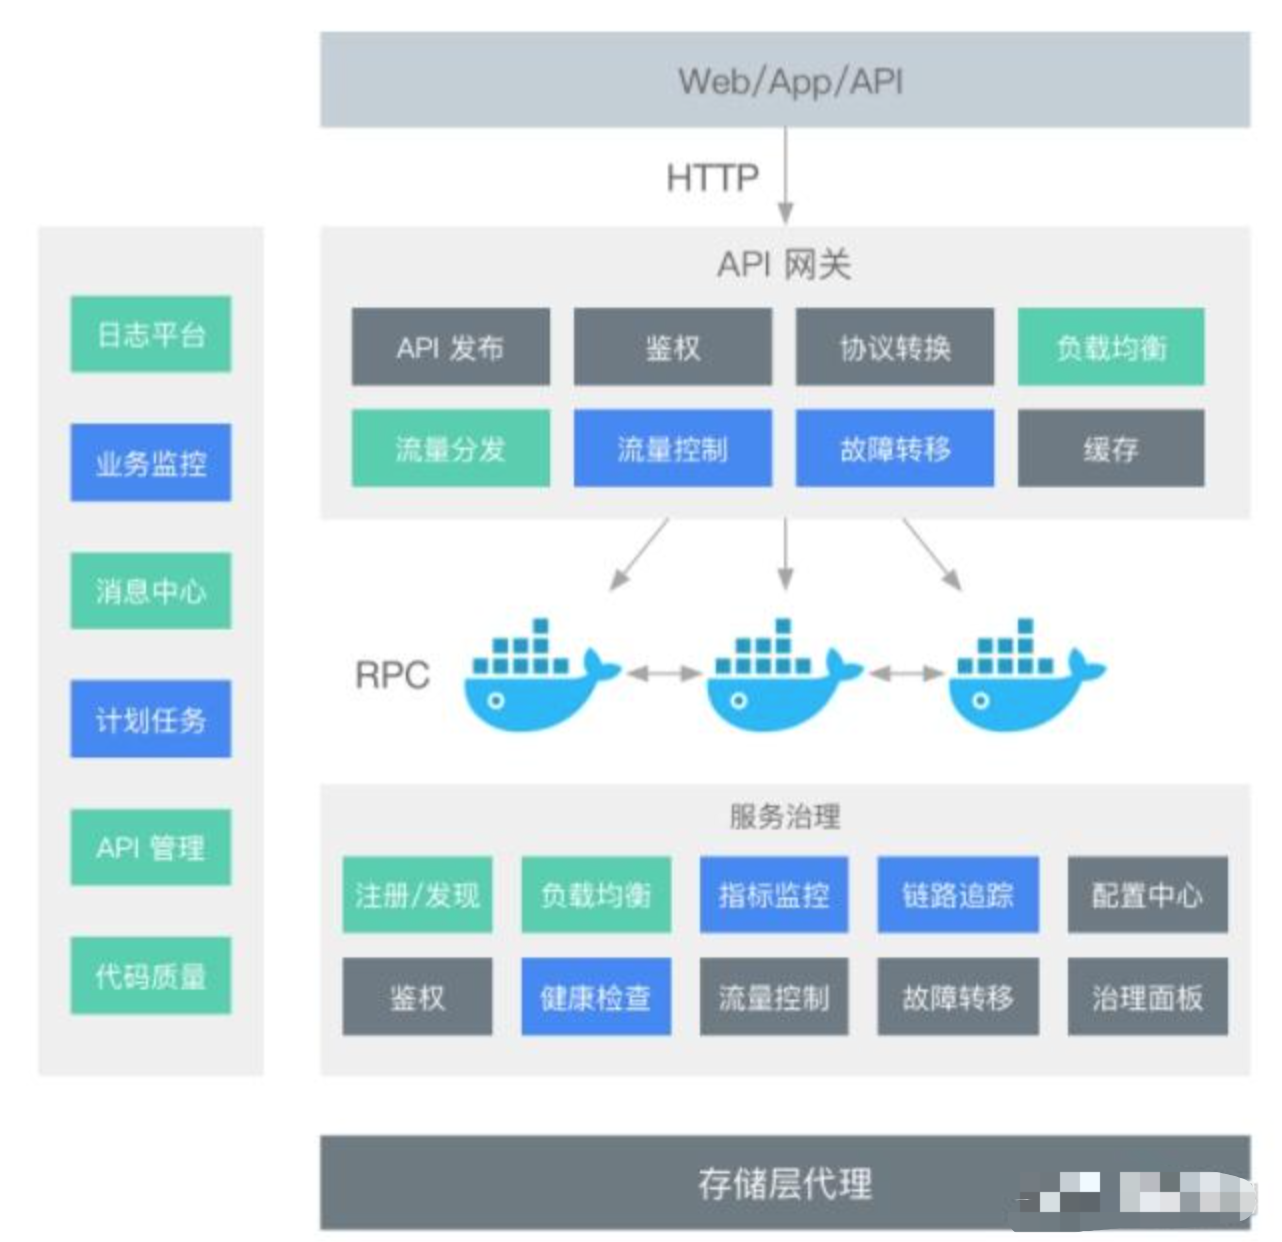 Web/App/API
HTTP
API 网关
API 发布
鉴权
协议转换
负载均衡
流量分发
流量控制
故障转移
缓存
日志平台
业务监控
消息中心
计划任务
API 管理
代码质量
RPC
服务治理
注册/发现
负载均衡
指标监控
链路追踪
配置中心
鉴权
健康检查
流量控制
故障转移
治理面板
存储层代理